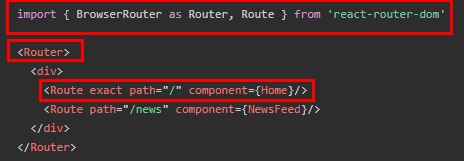 import { BrowserRouter as Router, Route } from 'react-router-dom'
<Router>
<div>
<Route exact path="/" component={Home}/>
<Route path="/news" component={NewsFeed}/>
</div>
</Router>